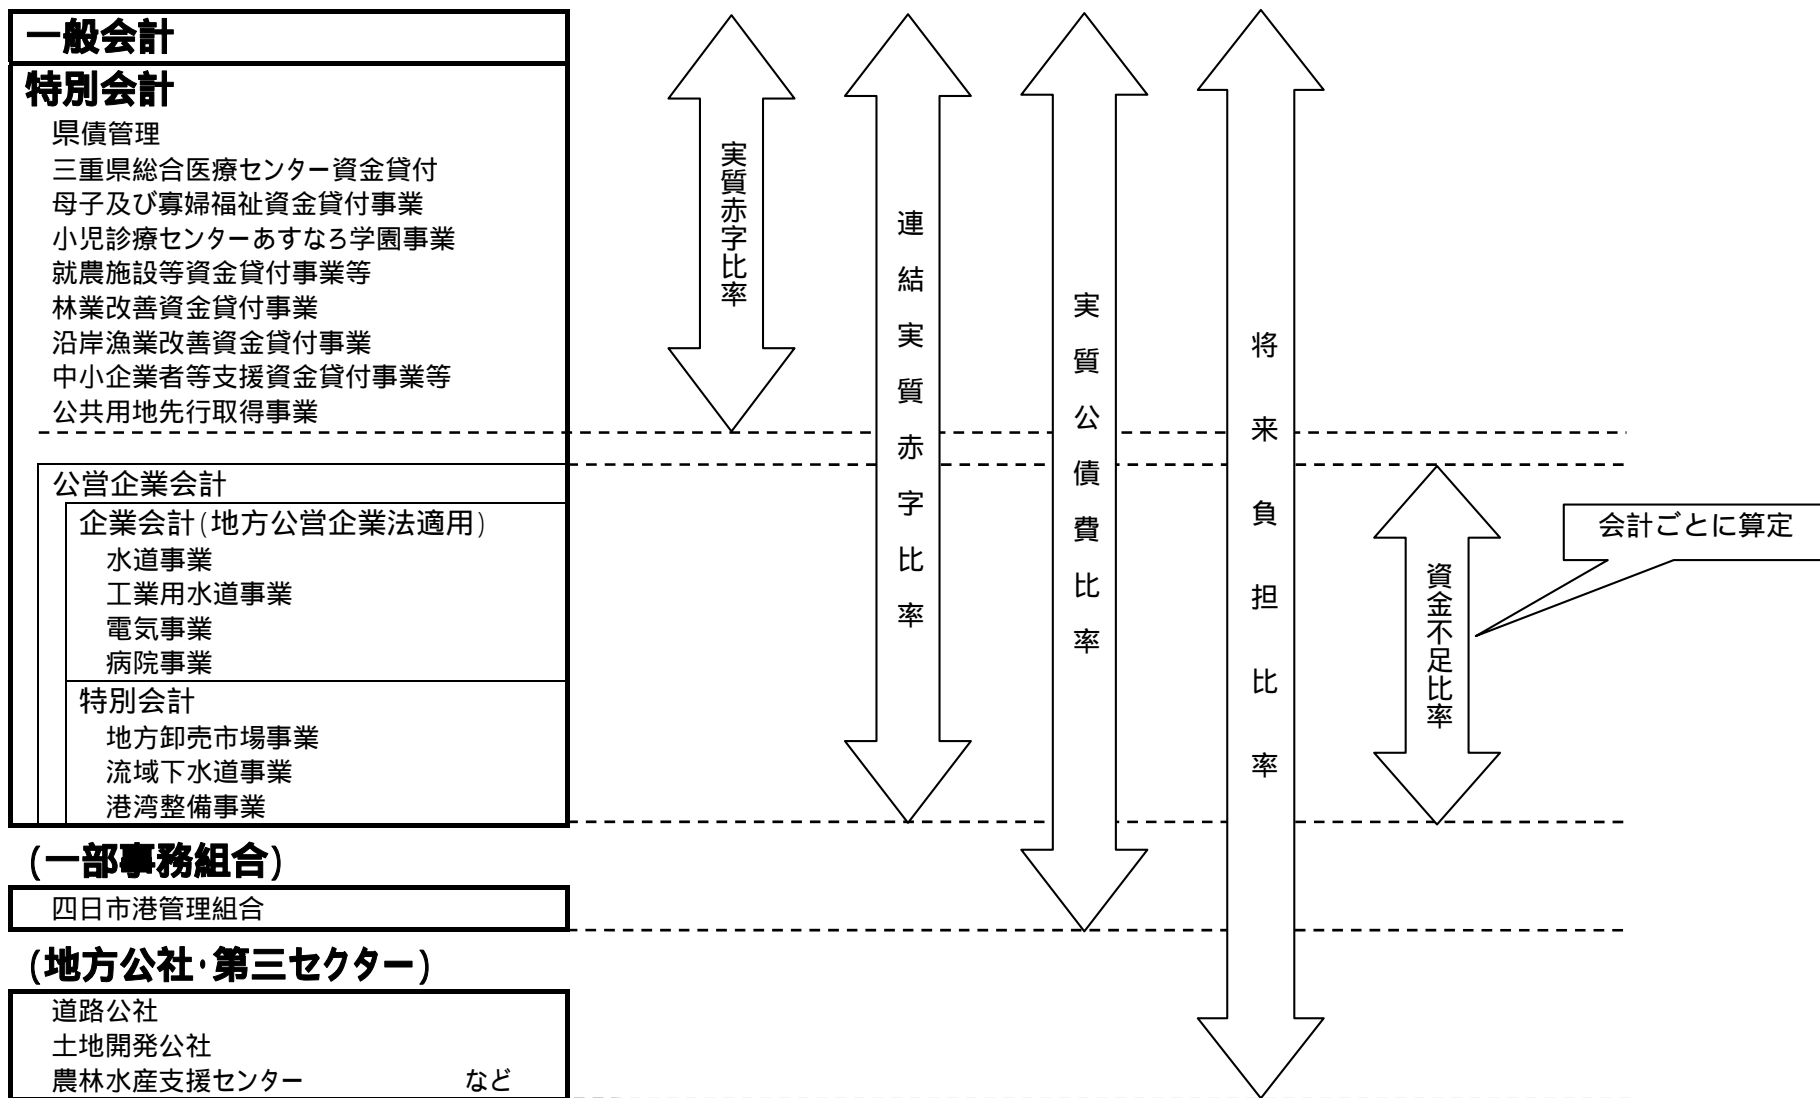 一般会計
特別会計
県債管理
三重県総合医療センター資金貸付
母子及び寡婦福祉資金貸付事業
小児診療センターあすなろ学園事業
就農施設等資金貸付事業等
林業改善資金貸付事業
沿岸漁業改善資金貸付事業
中小企業者等支援資金貸付事業等
公共用地先行取得事業
公営企業会計
企業会計(地方公営企業法適用)
水道事業
工業用水道事業
電気事業
病院事業
特別会計
地方卸売市場事業
流域下水道事業
港湾整備事業
(一部事務組合)
四日市港管理組合
(地方公社・第三セクター)
道路公社
土地開発公社
農林水産支援センター など
実質赤字比率
連結実質赤字比率
実質公債費比率
将来負担比率
資金不足比率
会計ごとに算定